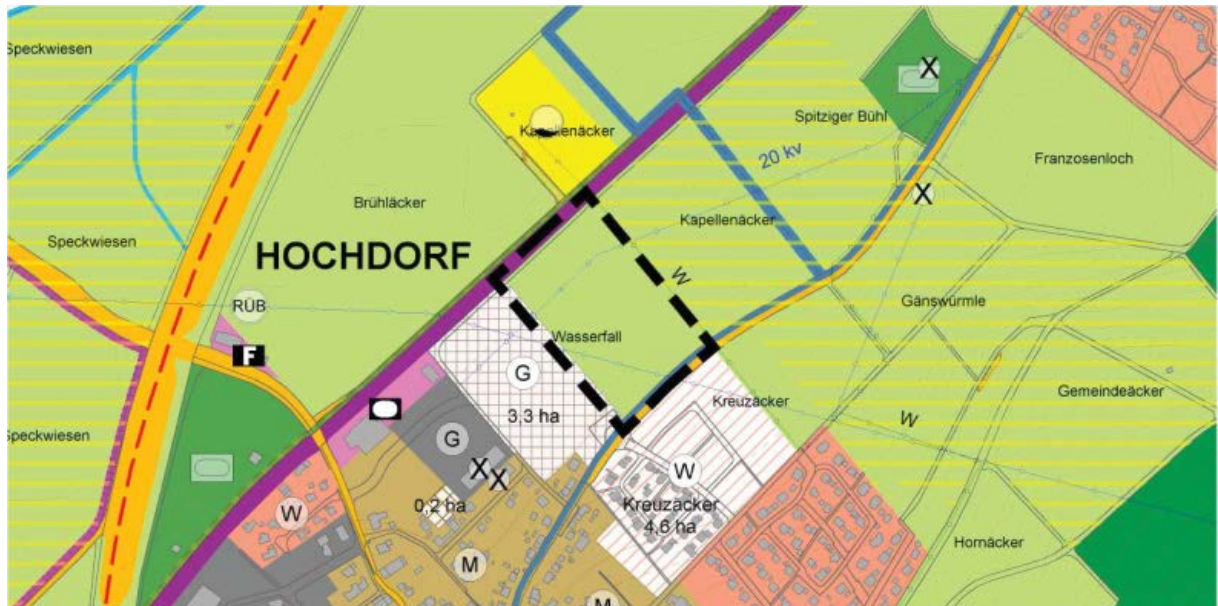 Speckwiesen
X
Kapellenäcker
Spitziger Bühl
20 kv
Franzosenloch
X
Brühläcker
Kapellenäcker
Speckwiesen
HOCHDORF
W
RÜB
Gänswürmle
F
Wasserfall
G
Gemeindeäcker
3,3 ha
Kreuzäcker
W
Speckwiesen
G
X
X
W
0,2 ha
Kreuzäcker
4,6 ha
W
Hornäcker
M
M